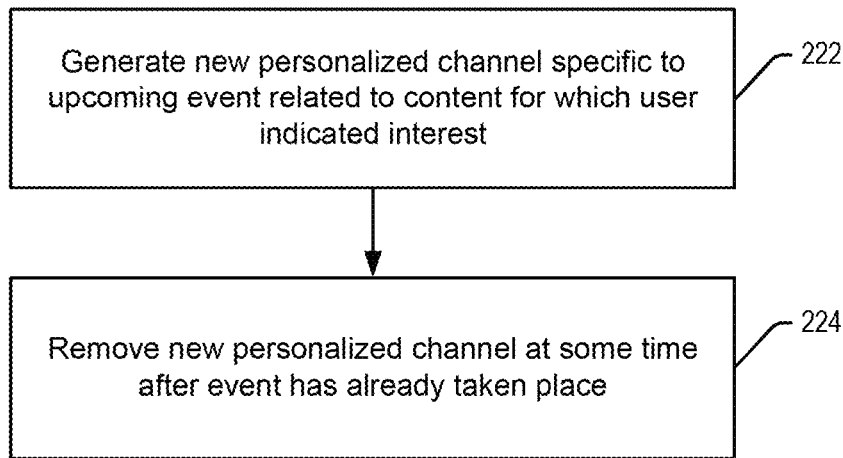 Generate new personalized channel specific to
upcoming event related to content for which user
indicated interest
222
Remove new personalized channel at some time
after event has already taken place
224